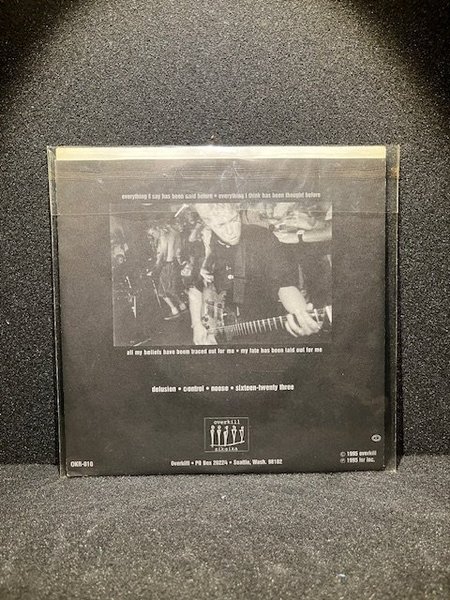 everything I say has been said before • everything I think has been thought before
all my beliefs have been traced out for me • my fate has been laid out for me
delusion • control • noose • sixteen-twenty three
overkill
Overkill • PO Box 20224 • Seattle, Wash. 98102
OKR-010
© 1995 overkill
℗ 1995 hsr inc.